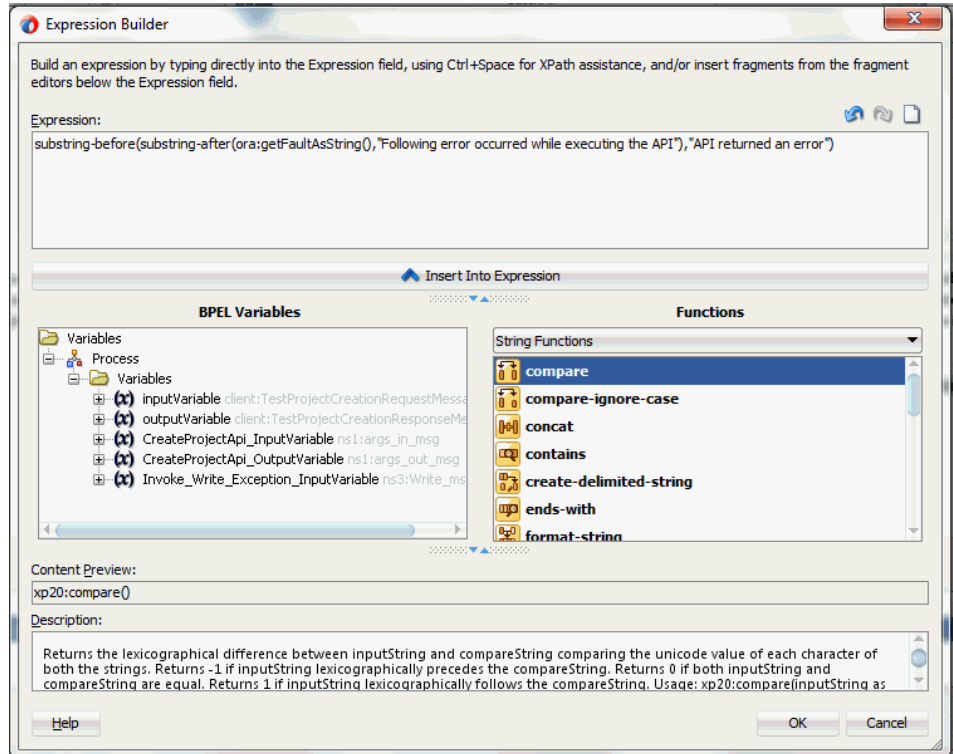 Expression Builder
Build an expression by typing directly into the Expression field, using Ctrl+Space for XPath assistance, and/or insert fragments from the fragment
editors below the Expression field.
Expression:
substring-before(substring-after(ora:getFaultAsString(),"Following error occurred while executing the API"),"API returned an error")
Insert Into Expression
BPEL Variables
Variables
Process
Variables
(x) inputVariable client:TestProjectCreationRequestMessa
(x) outputVariable client:TestProjectCreationResponseMe
(x) CreateProjectApi_InputVariable ns1:args_in_msg
(x) CreateProjectApi_OutputVariable ns1:args_out_msg
(x) Invoke_Write_Exception_InputVariable ns3:Write_ms
Functions
String Functions
compare
compare-ignore-case
concat
contains
create-delimited-string
ends-with
format-string
Content Preview:
xp20:compare()
Description:
Returns the lexicographical difference between inputString and compareString comparing the unicode value of each character of
both the strings. Returns -1 if inputString lexicographically precedes the compareString. Returns 0 if both inputString and
compareString are equal. Returns 1 if inputString lexicographically follows the compareString. Usage: xp20:compare(inputString as
Help
OK
Cancel